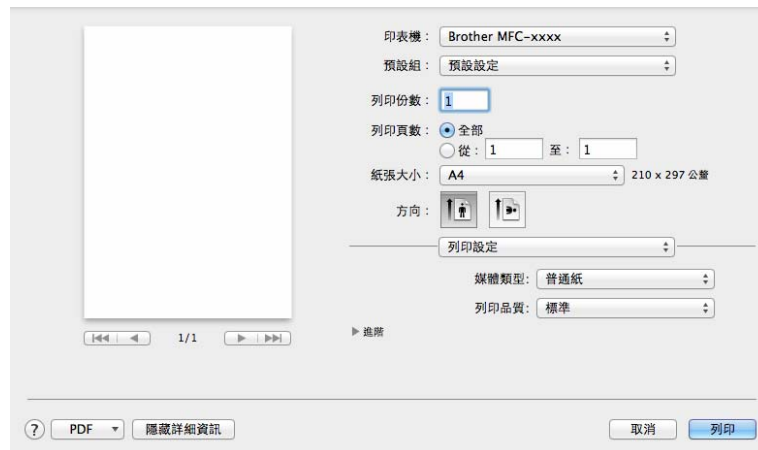 印表機： Brother MFC-xxxx
預設組： 預設設定
列印份數： 1
列印頁數： 全部
從： 1 至： 1
紙張大小： A4 210 x 297 公釐
方向：
列印設定
媒體類型： 普通紙
列印品質： 標準
1/1
進階
? PDF 隱藏詳細資訊 取消 列印